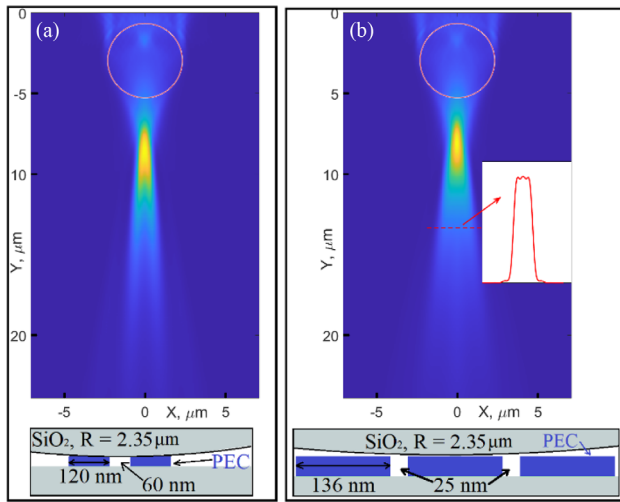 (a)
0
-5
5
10
Y, μm
20
-5
0
X, μm
5
SiO₂, R = 2.35μm
PEC
120 nm
60 nm
(b)
0
-5
10
Y, μm
20
-5
0
X, μm
5
SiO₂, R = 2.35μm
PEC
136 nm
25 nm